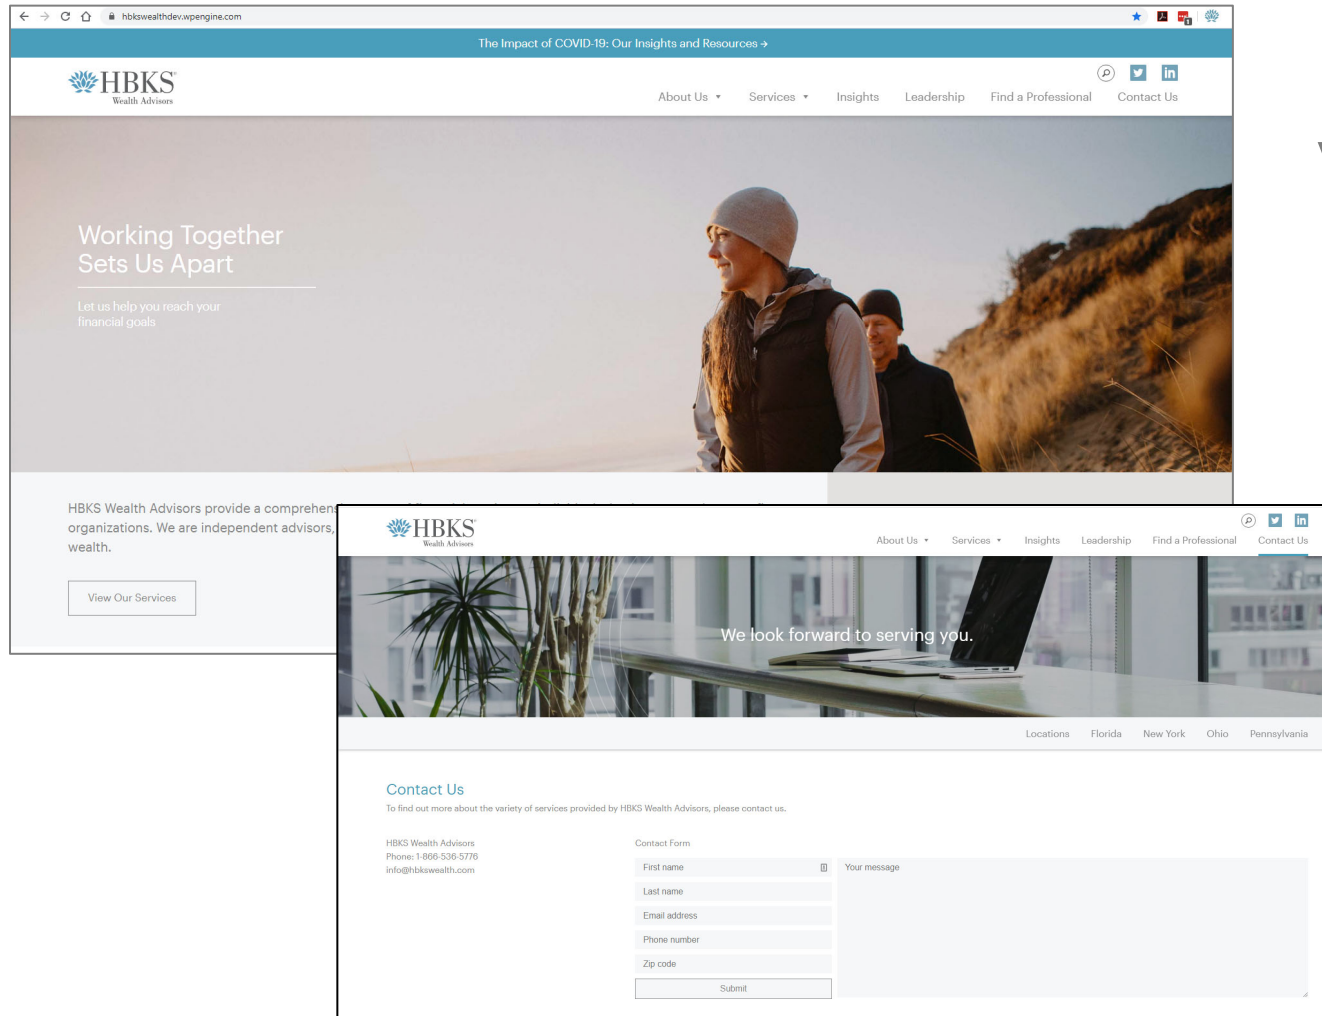 hbkswealthdev.wpengine.com
The Impact of COVID-19: Our Insights and Resources →
HBKS
Wealth Advisors
About Us ▾ Services ▾ Insights Leadership Find a Professional Contact Us
Working Together
Sets Us Apart
Let us help you reach your
financial goals
HBKS Wealth Advisors provide a
organizations. We are independent advisors,
wealth.
View Our Services
HBKS
Wealth Advisors
About Us ▾ Services ▾ Insights Leadership Find a Professional Contact Us
We look forward to serving you.
Locations Florida New York Ohio Pennsylvania
Contact Us
To find out more about the variety of services provided by HBKS Wealth Advisors, please contact us.
HBKS Wealth Advisors
Phone: 1-866-536-5776
info@hbkswealth.com
Contact Form
First name
Last name
Email address
Phone number
Zip code
Submit
Your message